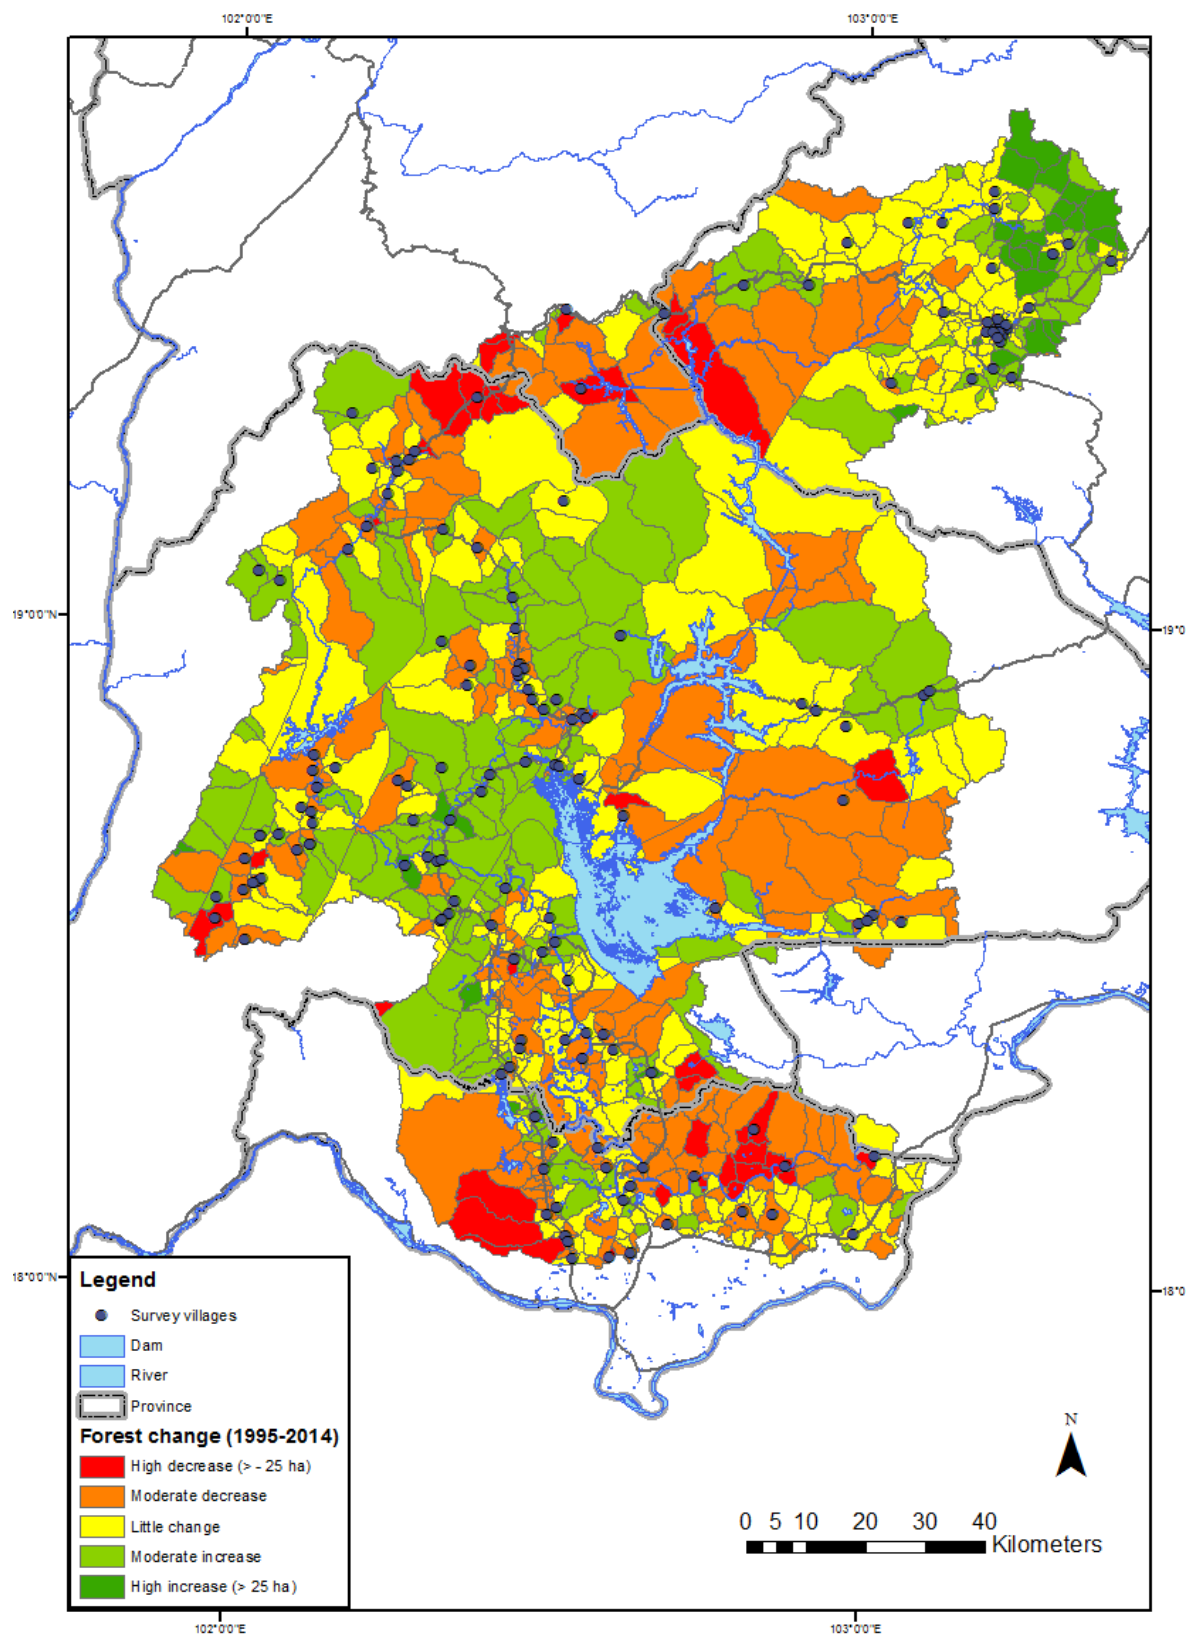 102°0'0"E 103°0'0"E
19°0'0"N 19°0
18°0'0"N 18°0
Legend
Survey villages
Dam
River
Province
Forest change (1995-2014)
High decrease (> - 25 ha)
Moderate decrease
Little change
Moderate increase
High increase (> 25 ha)
N
0 5 10 20 30 40
Kilometers
102°0'0"E 103°0'0"E